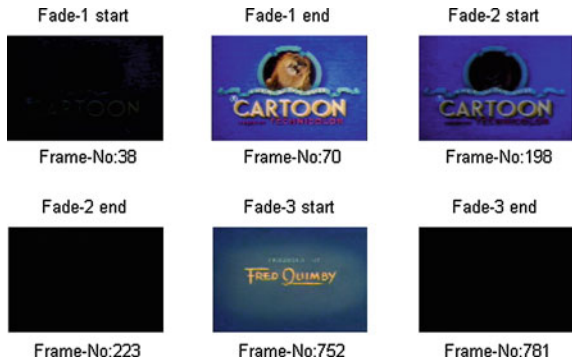 Fade-1 start
Fade-1 end
Fade-2 start
CARTOON
CARTOON
TECHNICOLOR
CARTOON
TECHNICOLOR
Frame-No:38
Frame-No:70
Frame-No:198
Fade-2 end
Fade-3 start
Fade-3 end
FRED QUIMBY
Frame-No:223
Frame-No:752
Frame-No:781